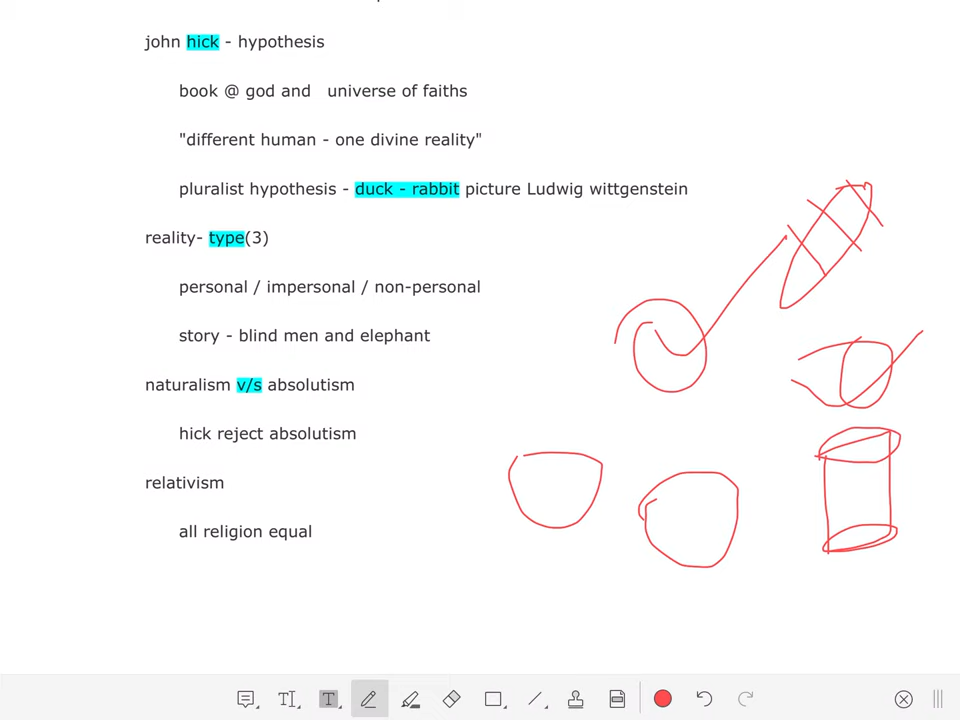 john hick - hypothesis
book @ god and universe of faiths
"different human - one divine reality"
pluralist hypothesis - duck - rabbit picture Ludwig wittgenstein
reality- type(3)
personal / impersonal / non-personal
story - blind men and elephant
naturalism v/s absolutism
hick reject absolutism
relativism
all religion equal